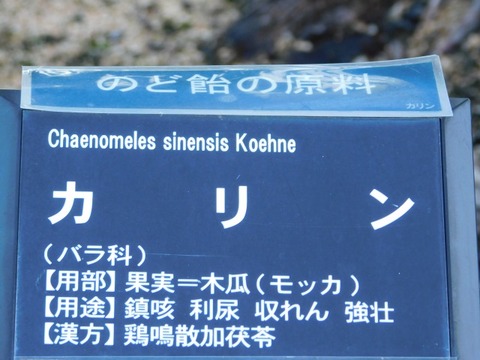 のど飴の原料
カリン
Chaenomeles sinensis Koehne
カリン
(バラ科)
【用部】果実=木瓜(モッカ)
【用途】鎮咳 利尿 収れん 強壮
【漢方】鶏鳴散加茯苓